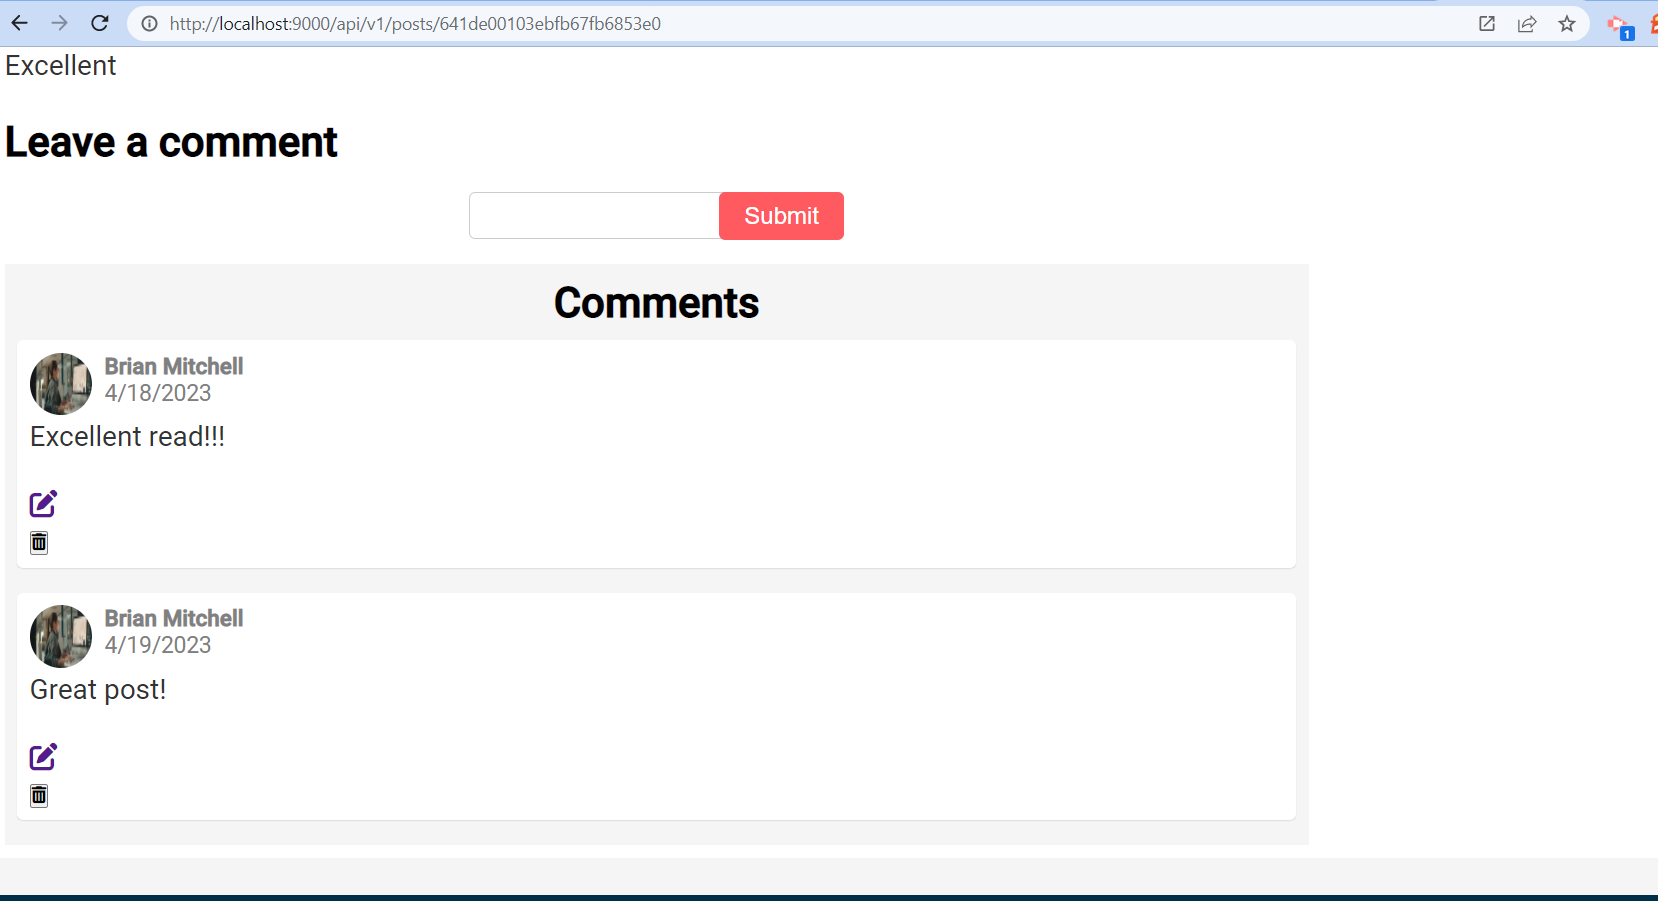 http://localhost:9000/api/v1/posts/641de00103ebfb67fb6853e0
1
Excellent
Leave a comment
Submit
Comments
Brian Mitchell
4/18/2023
Excellent read!!!
Brian Mitchell
4/19/2023
Great post!